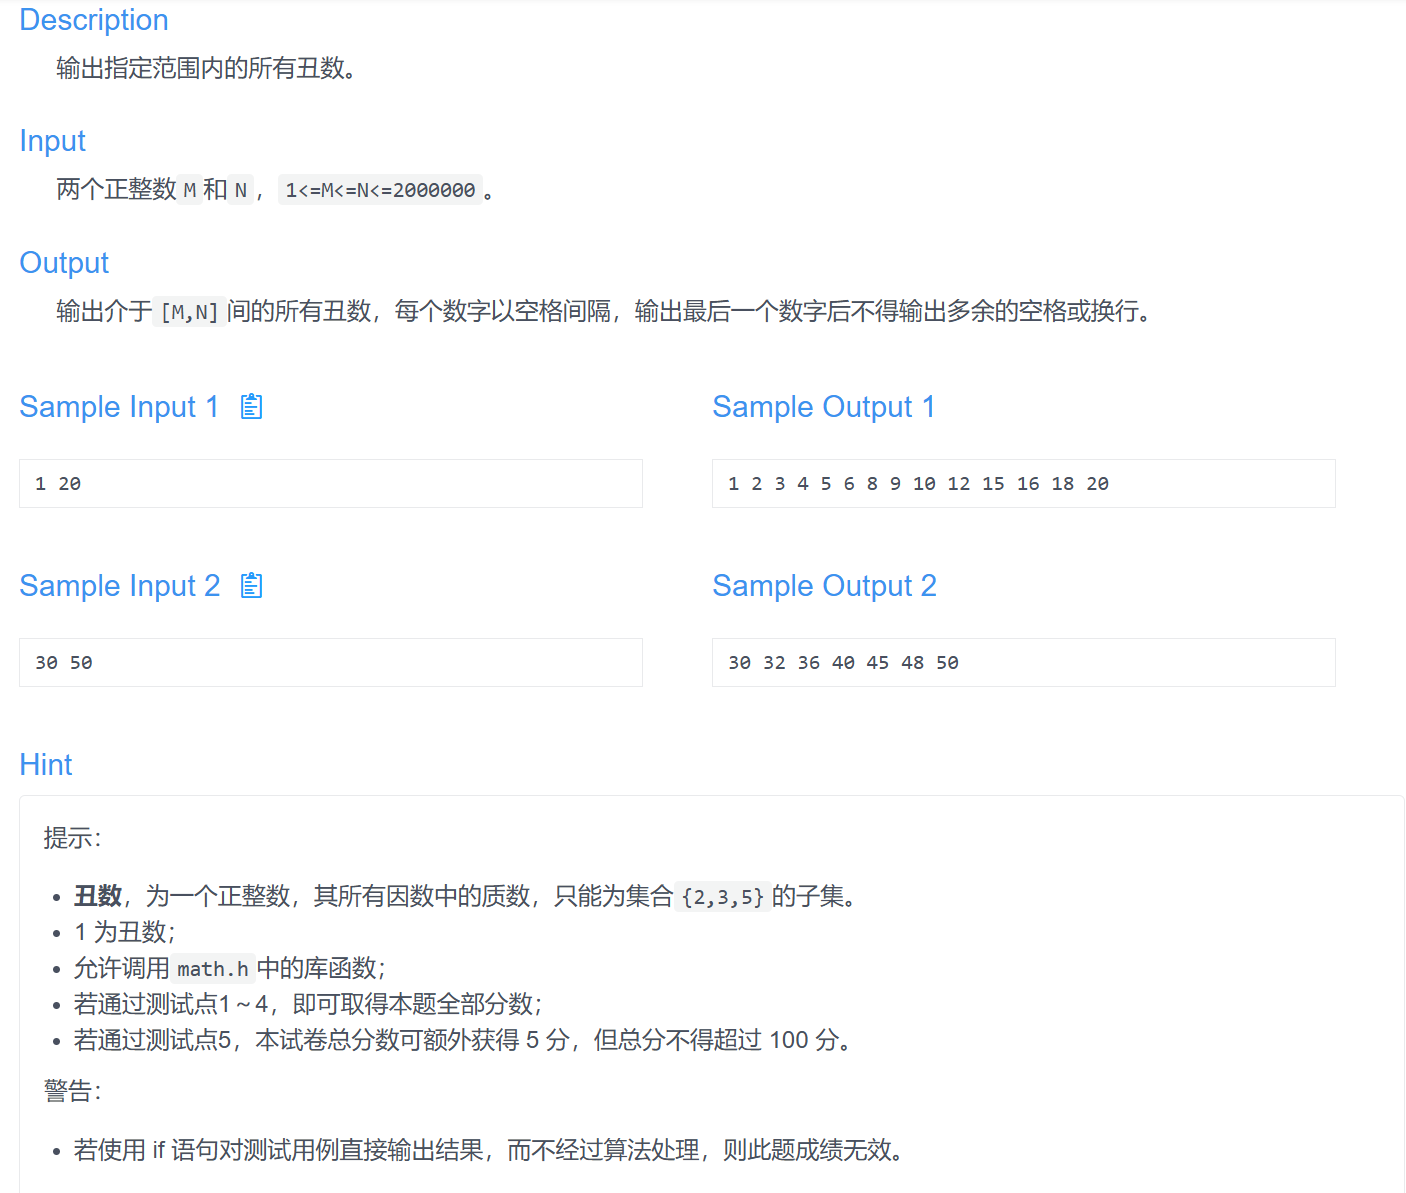 Description
输出指定范围内的所有丑数。
Input
两个正整数 M 和 N ，1<=M<=N<=2000000 。
Output
输出介于 [M,N] 间的所有丑数，每个数字以空格间隔，输出最后一个数字后不得输出多余的空格或换行。
Sample Input 1
Sample Output 1
1 20
1 2 3 4 5 6 8 9 10 12 15 16 18 20
Sample Input 2
Sample Output 2
30 50
30 32 36 40 45 48 50
Hint
提示：
• 丑数，为一个正整数，其所有因数中的质数，只能为集合 {2,3,5} 的子集。
• 1 为丑数；
• 允许调用 math.h 中的库函数；
• 若通过测试点1～4，即可取得本题全部分数；
• 若通过测试点5，本试卷总分数可额外获得 5 分，但总分不得超过 100 分。
警告：
• 若使用 if 语句对测试用例直接输出结果，而不经过算法处理，则此题成绩无效。